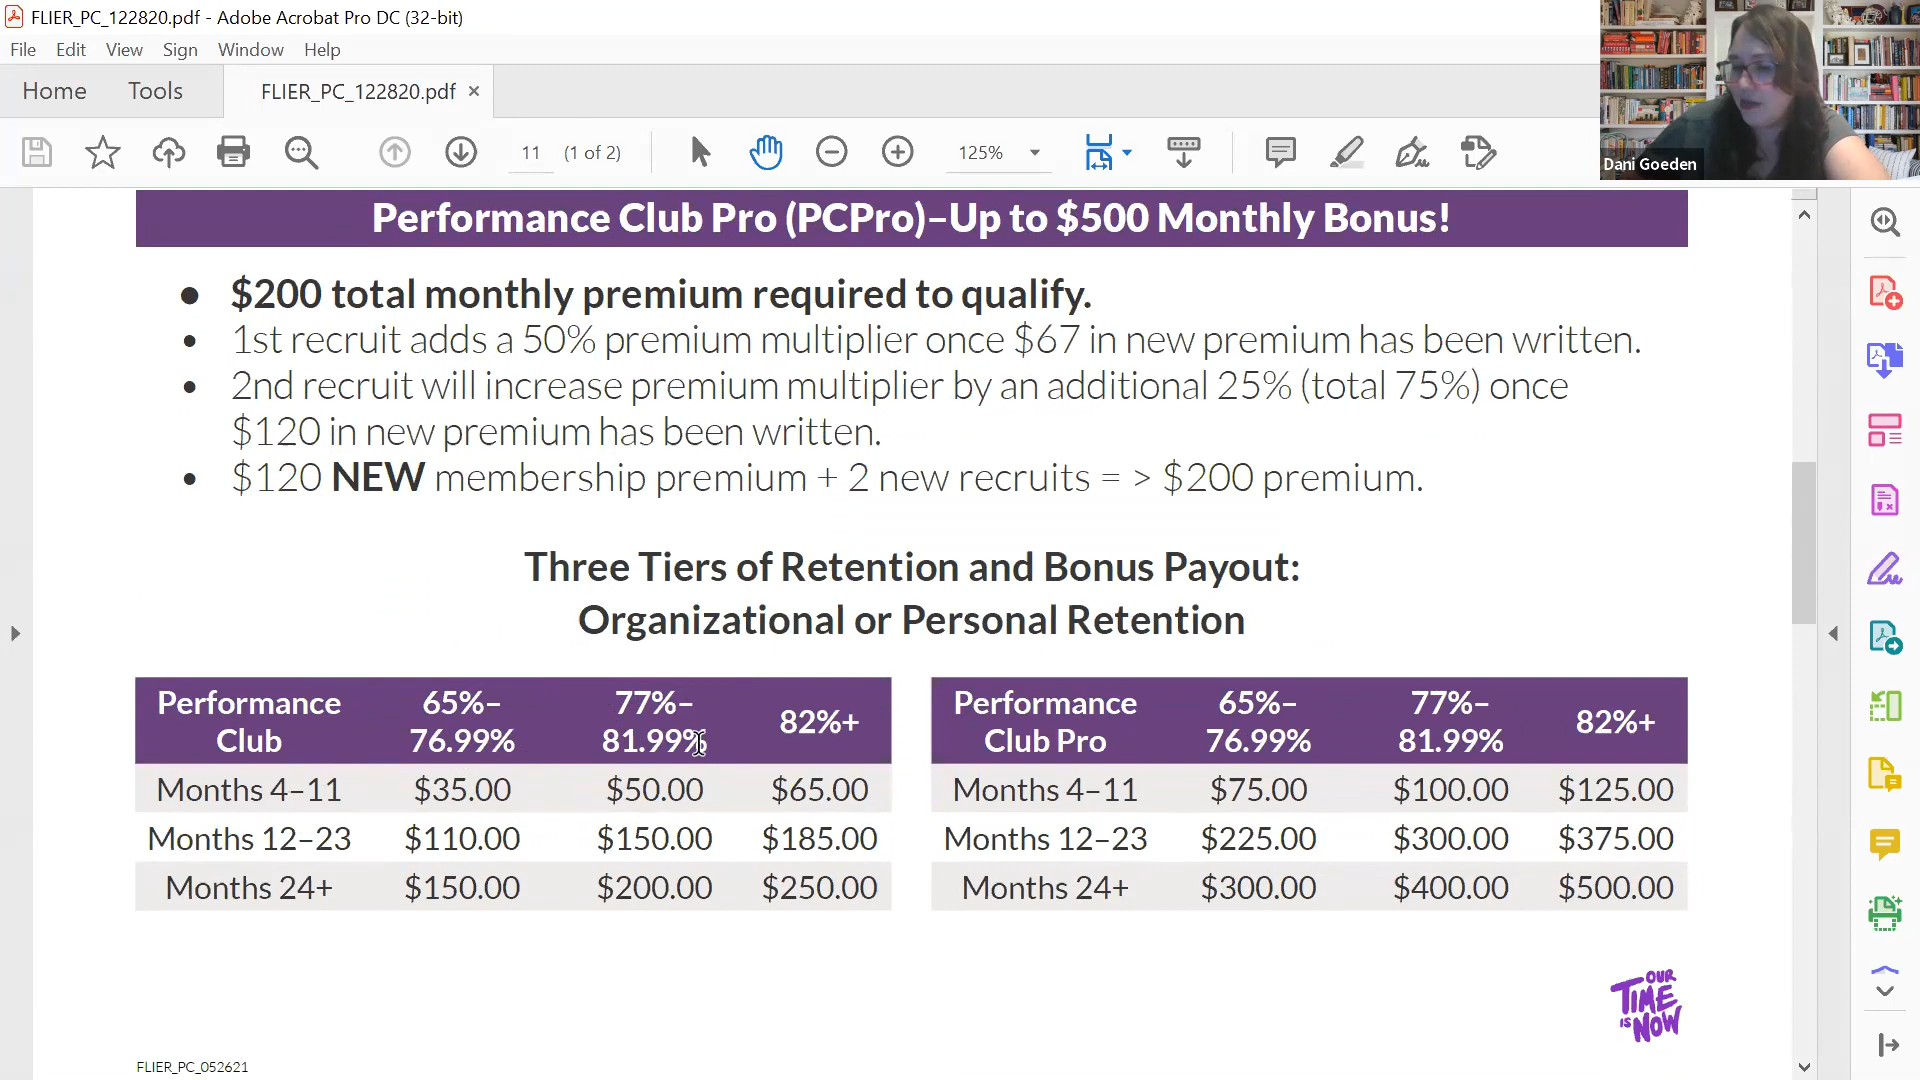 FLIER_PC_122820.pdf - Adobe Acrobat Pro DC (32-bit)
File Edit View Sign Window Help
Home Tools FLIER_PC_122820.pdf ×
11 (1 of 2) 125%
Dani Goeden
Performance Club Pro (PCPro)–Up to $500 Monthly Bonus!
• $200 total monthly premium required to qualify.
• 1st recruit adds a 50% premium multiplier once $67 in new premium has been written.
• 2nd recruit will increase premium multiplier by an additional 25% (total 75%) once
$120 in new premium has been written.
• $120 NEW membership premium + 2 new recruits = > $200 premium.
Three Tiers of Retention and Bonus Payout:
Organizational or Personal Retention
Performance Club 65%–76.99% 77%–81.99% 82%+
Months 4–11 $35.00 $50.00 $65.00
Months 12–23 $110.00 $150.00 $185.00
Months 24+ $150.00 $200.00 $250.00
Performance Club Pro 65%–76.99% 77%–81.99% 82%+
Months 4–11 $75.00 $100.00 $125.00
Months 12–23 $225.00 $300.00 $375.00
Months 24+ $300.00 $400.00 $500.00
OUR
TIME
IS NOW
FLIER_PC_052621